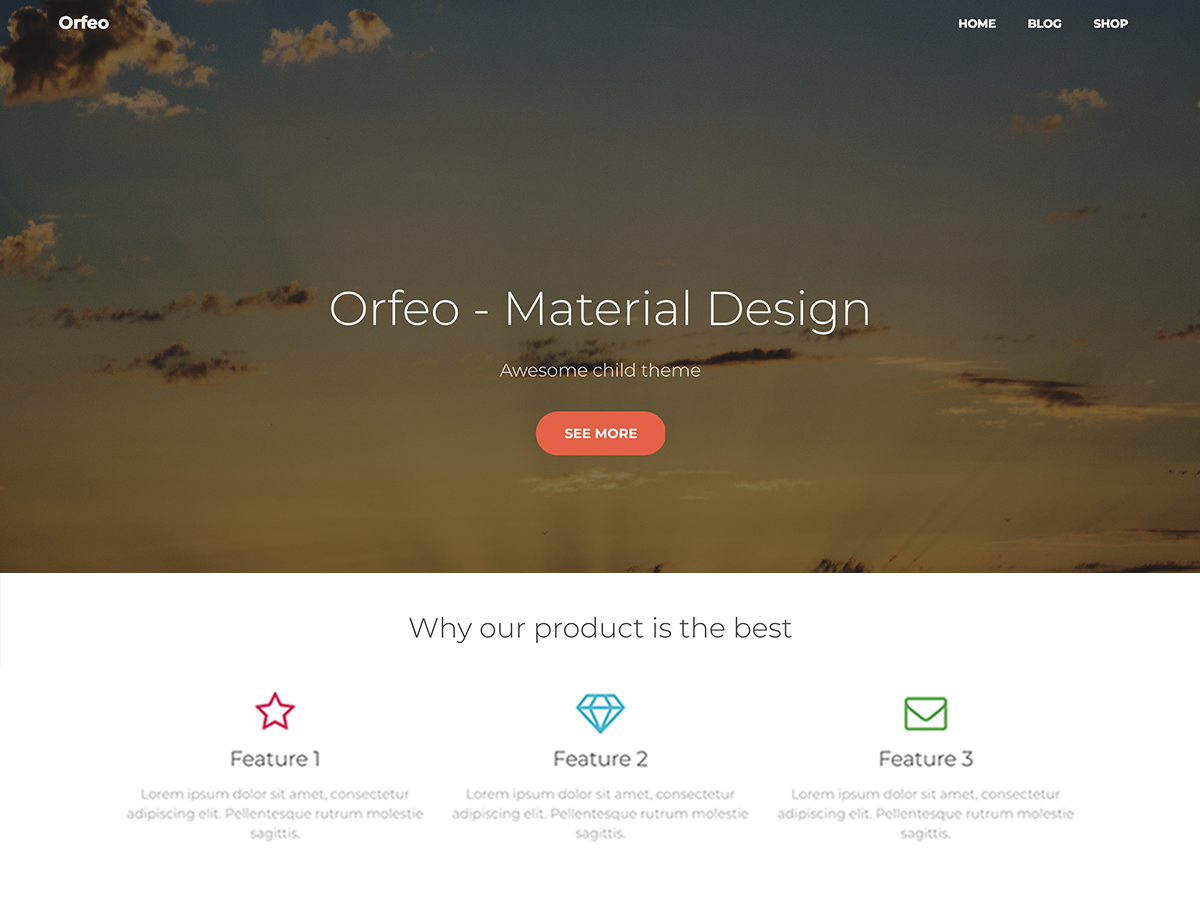 Orfeo
HOME BLOG SHOP
Orfeo - Material Design
Awesome child theme
SEE MORE
Why our product is the best
Feature 1
Lorem ipsum dolor sit amet, consectetur
adipiscing elit. Pellentesque rutrum molestie
sagittis.
Feature 2
Lorem ipsum dolor sit amet, consectetur
adipiscing elit. Pellentesque rutrum molestie
sagittis.
Feature 3
Lorem ipsum dolor sit amet, consectetur
adipiscing elit. Pellentesque rutrum molestie
sagittis.